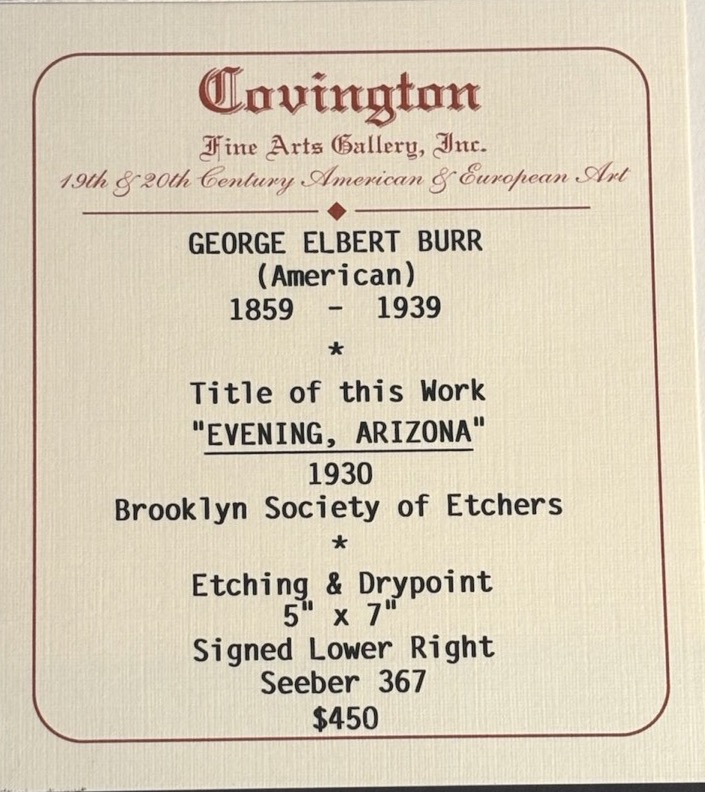 Covington
Fine Arts Gallery, Inc.
19th & 20th Century American & European Art
GEORGE ELBERT BURR
(American)
1859 - 1939
*
Title of this Work
"EVENING, ARIZONA"
1930
Brooklyn Society of Etchers
*
Etching & Drypoint
5" x 7"
Signed Lower Right
Seeber 367
$450